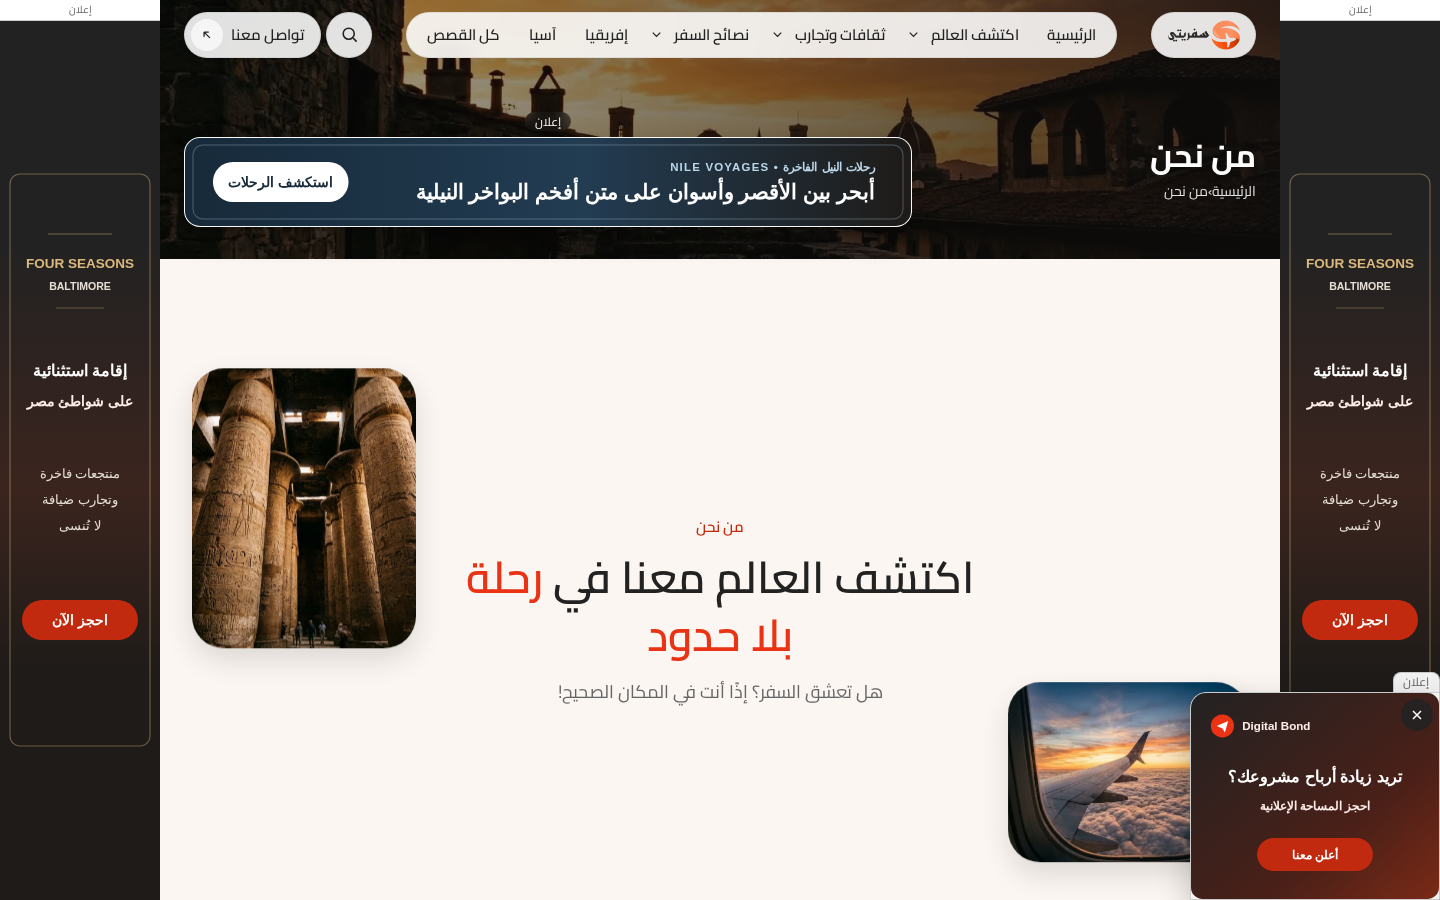 إعلان
إعلان
سفريتي
الرئيسية
اكتشف العالم
ثقافات وتجارب
نصائح السفر
إفريقيا
آسيا
كل القصص
تواصل معنا
من نحن
الرئيسية‹من نحن
إعلان
رحلات النيل الفاخرة • NILE VOYAGES
أبحر بين الأقصر وأسوان على متن أفخم البواخر النيلية
استكشف الرحلات
FOUR SEASONS
BALTIMORE
إقامة استثنائية
على شواطئ مصر
منتجعات فاخرة
وتجارب ضيافة
لا تُنسى
احجز الآن
من نحن
اكتشف العالم معنا في رحلة
بلا حدود
هل تعشق السفر؟ إذًا أنت في المكان الصحيح!
FOUR SEASONS
BALTIMORE
إقامة استثنائية
على شواطئ مصر
منتجعات فاخرة
وتجارب ضيافة
لا تُنسى
احجز الآن
إعلان
Digital Bond
تريد زيادة أرباح مشروعك؟
احجز المساحة الإعلانية
أعلن معنا